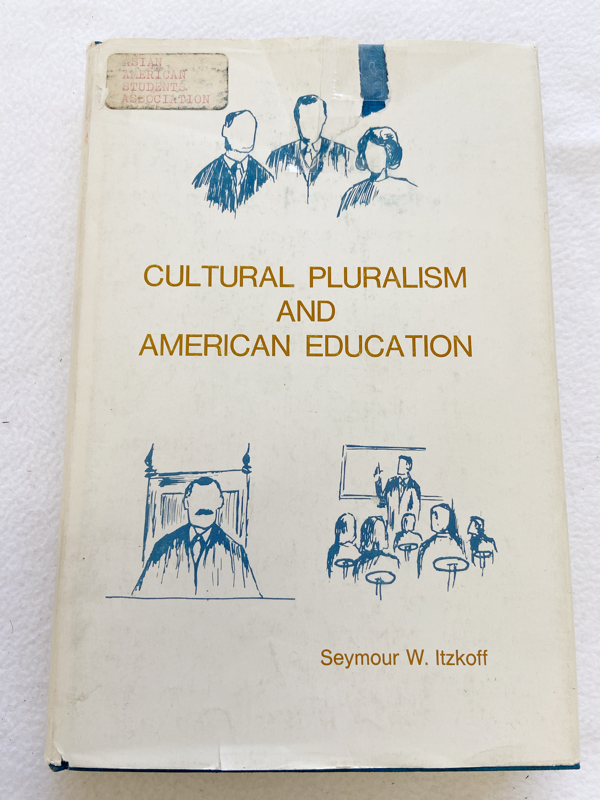 ASIAN
AMERICAN
STUDENTS
ASSOCIATION
CULTURAL PLURALISM
AND
AMERICAN EDUCATION
Seymour W. Itzkoff